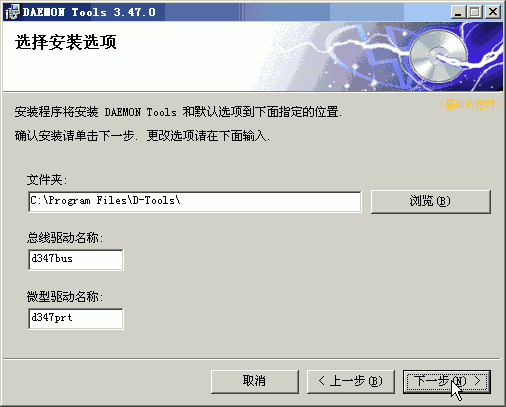 DAEMON Tools 3.47.0
选择安装选项
安装程序将安装 DAEMON Tools 和默认选项到下面指定的位置.
确认安装请单击下一步. 更改选项请在下面输入.
文件夹:
C:\Program Files\D-Tools\
浏览(B)
总线驱动名称:
d347bus
微型驱动名称:
d347prt
取消
< 上一步(B)
下一步(N) >